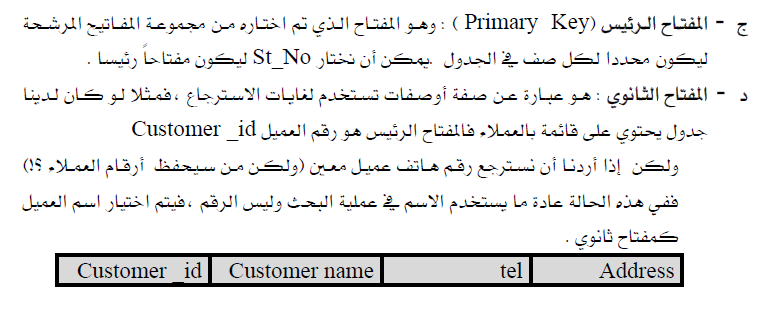 ج - المفتاح الرئيس (Primary Key ) : وهو المفتاح الذي تم اختاره من مجموعة المفاتيح المرشحة
ليكون محددا لكل صف في الجدول .يمكن أن نختار St_No ليكون مفتاحاً رئيسا .
د - المفتاح الثانوي : هو عبارة عن صفة أوصفات تستخدم لغايات الاسترجاع ،فمثلا لو كان لدينا
جدول يحتوي على قائمة بالعملاء فالمفتاح الرئيس هو رقم العميل Customer _id
ولكن إذا أردنا أن نسترجع رقم هاتف عميل معين (ولكن من سيحفظ أرقام العملاء ؟!)
ففي هذه الحالة عادة ما يستخدم الاسم في عملية البحث وليس الرقم ،فيتم اختيار اسم العميل
كمفتاح ثانوي .
Customer _id Customer name tel Address